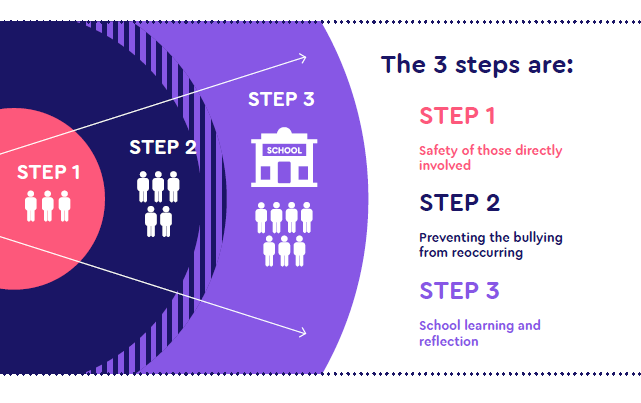 The 3 steps are:
STEP 1
Safety of those directly
involved
STEP 2
Preventing the bullying
from reoccurring
STEP 3
School learning and
reflection
STEP 1
STEP 2
STEP 3
SCHOOL